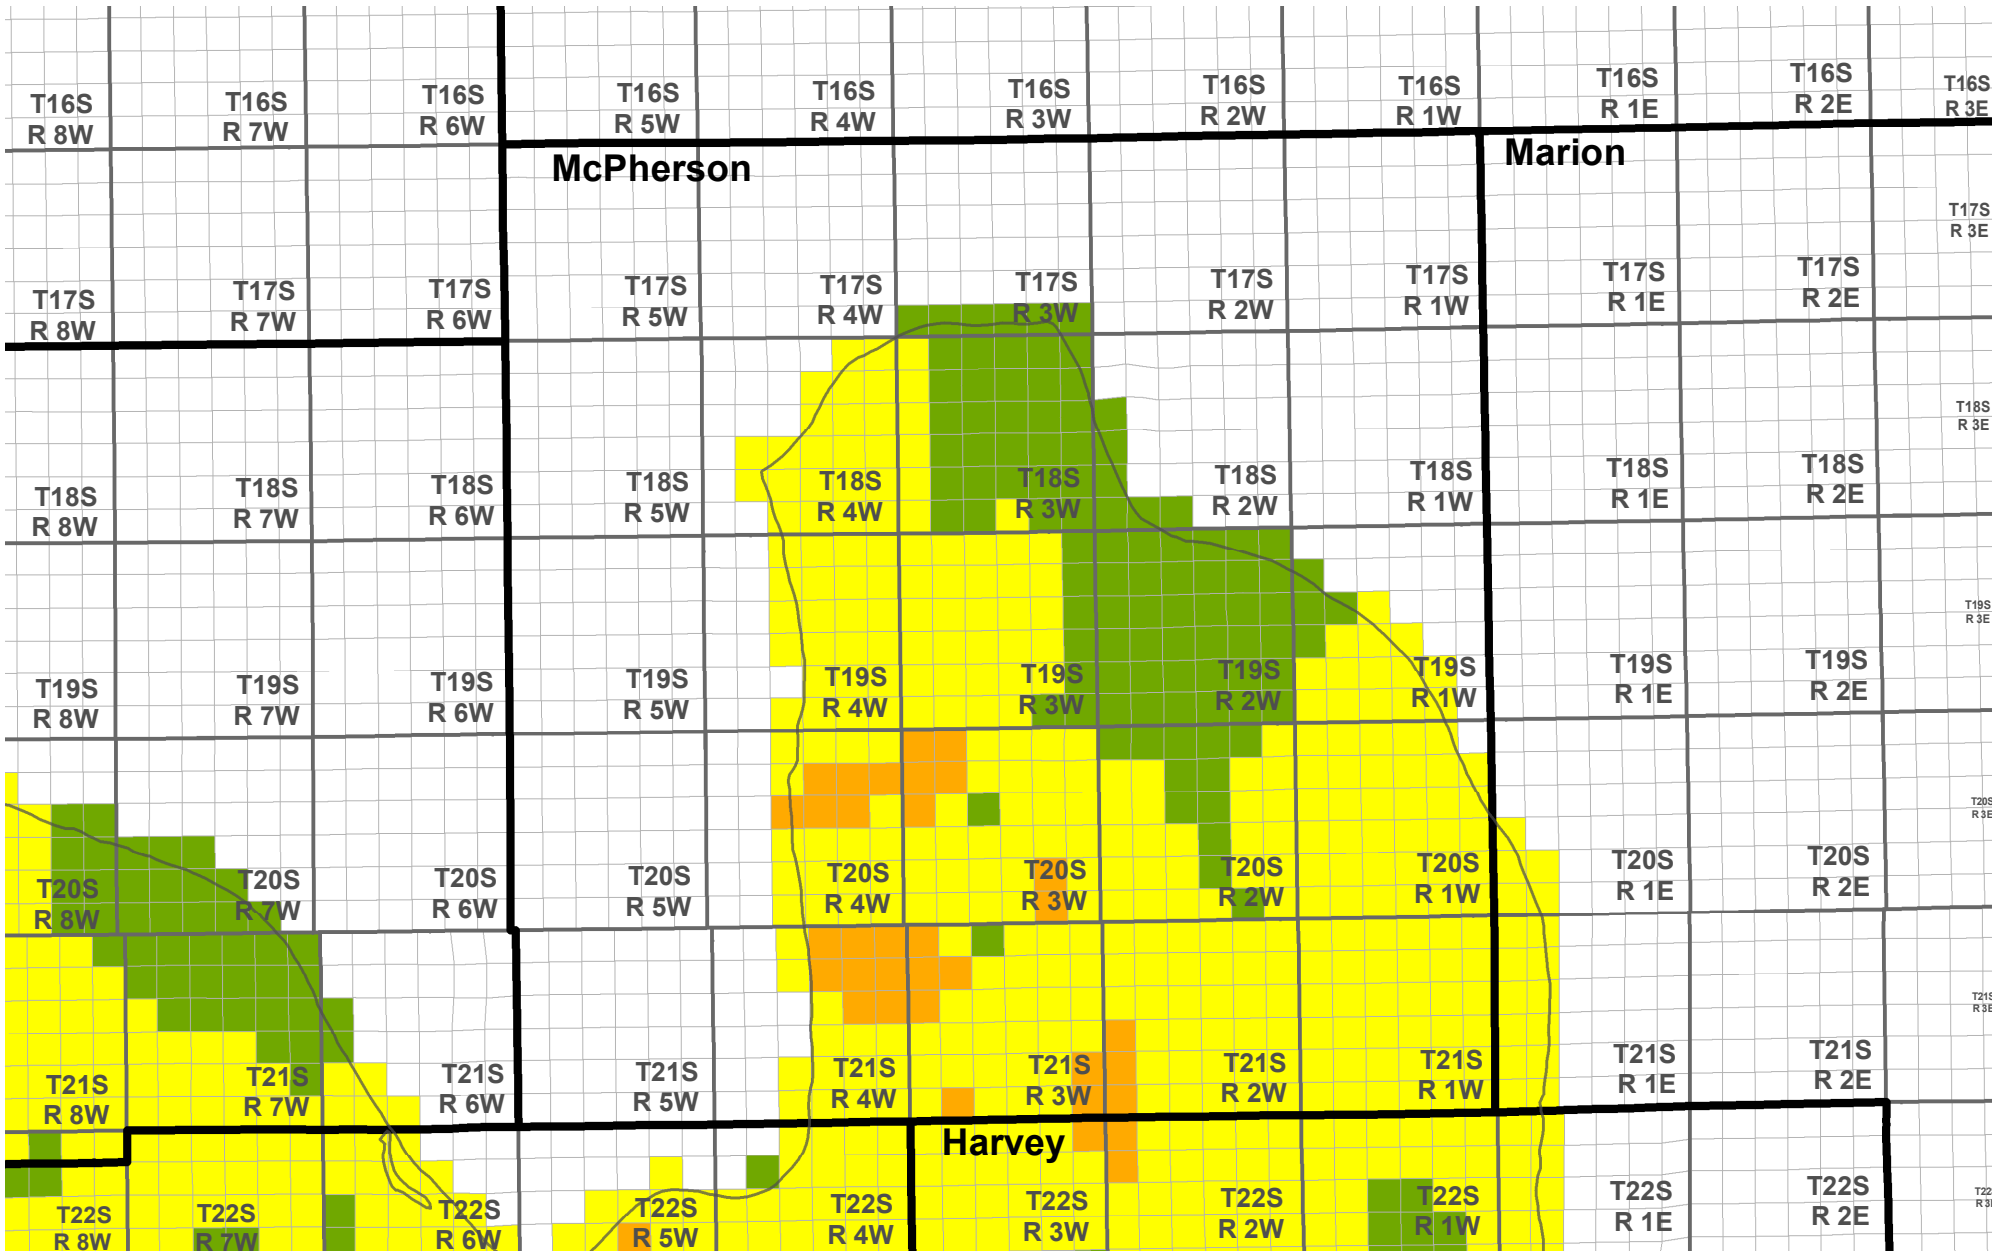 T16S
R 8W
T16S
R 7W
T16S
R 6W
T16S
R 5W
T16S
R 4W
T16S
R 3W
T16S
R 2W
T16S
R 1W
T16S
R 1E
T16S
R 2E
T16S
R 3E
McPherson
Marion
T17S
R 8W
T17S
R 7W
T17S
R 6W
T17S
R 5W
T17S
R 4W
T17S
R 3W
T17S
R 2W
T17S
R 1W
T17S
R 1E
T17S
R 2E
T17S
R 3E
T18S
R 8W
T18S
R 7W
T18S
R 6W
T18S
R 5W
T18S
R 4W
T18S
R 3W
T18S
R 2W
T18S
R 1W
T18S
R 1E
T18S
R 2E
T18S
R 3E
T19S
R 8W
T19S
R 7W
T19S
R 6W
T19S
R 5W
T19S
R 4W
T19S
R 3W
T19S
R 2W
T19S
R 1W
T19S
R 1E
T19S
R 2E
T19S
R 3E
T20S
R 8W
T20S
R 7W
T20S
R 6W
T20S
R 5W
T20S
R 4W
T20S
R 3W
T20S
R 2W
T20S
R 1W
T20S
R 1E
T20S
R 2E
T20S
R 3E
T21S
R 8W
T21S
R 7W
T21S
R 6W
T21S
R 5W
T21S
R 4W
T21S
R 3W
T21S
R 2W
T21S
R 1W
T21S
R 1E
T21S
R 2E
T21S
R 3E
Harvey
T22S
R 8W
T22S
R 7W
T22S
R 6W
T22S
R 5W
T22S
R 4W
T22S
R 3W
T22S
R 2W
T22S
R 1W
T22S
R 1E
T22S
R 2E
T22
R 3